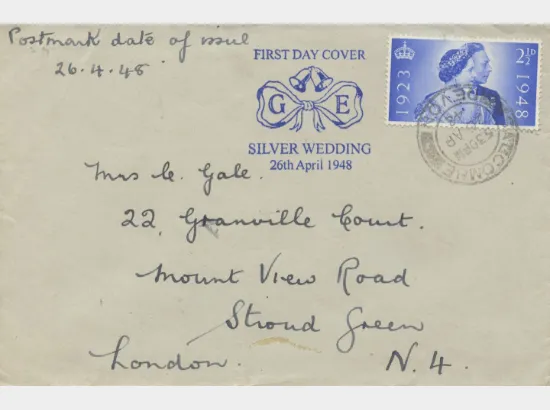 Postmark date of issue
26.4.48
FIRST DAY COVER
G E
SILVER WEDDING
26th April 1948
1923
2½D
1948
Mrs C. Gale.
22, Granville Court.
Mount View Road
Stroud Green
London. N.4.